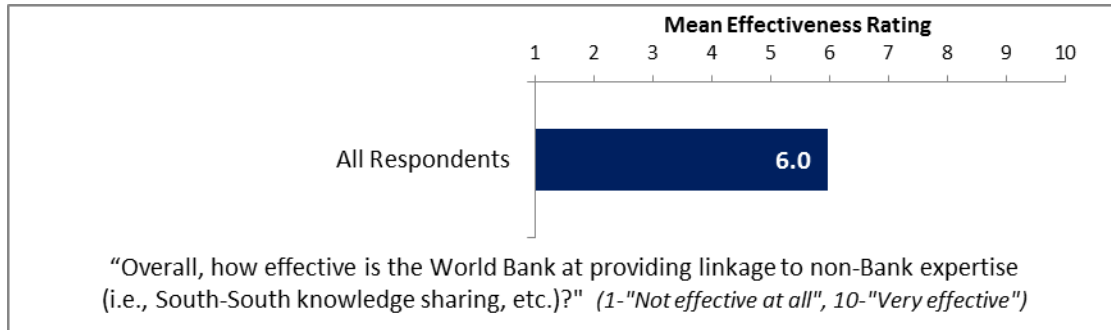 Mean Effectiveness Rating
1 2 3 4 5 6 7 8 9 10
All Respondents 6.0
“Overall, how effective is the World Bank at providing linkage to non-Bank expertise
(i.e., South-South knowledge sharing, etc.)?" (1-"Not effective at all", 10-"Very effective")